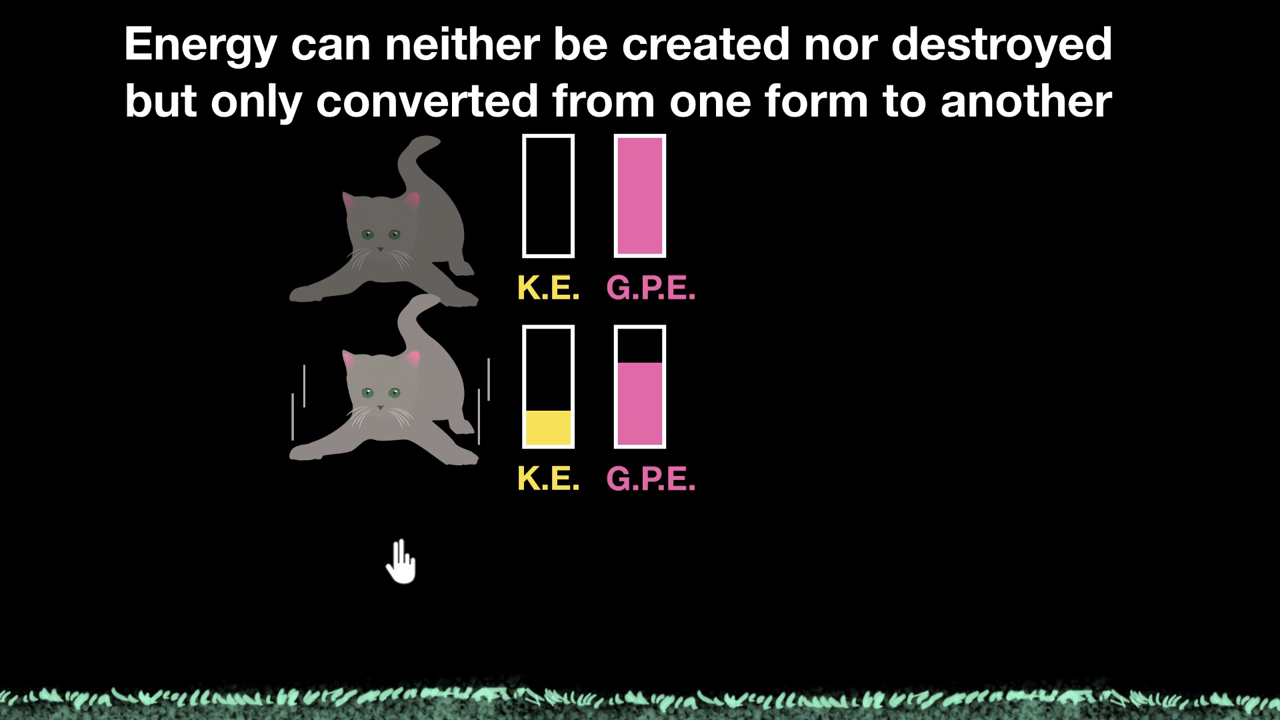 Energy can neither be created nor destroyed
but only converted from one form to another
K.E. G.P.E.
K.E. G.P.E.